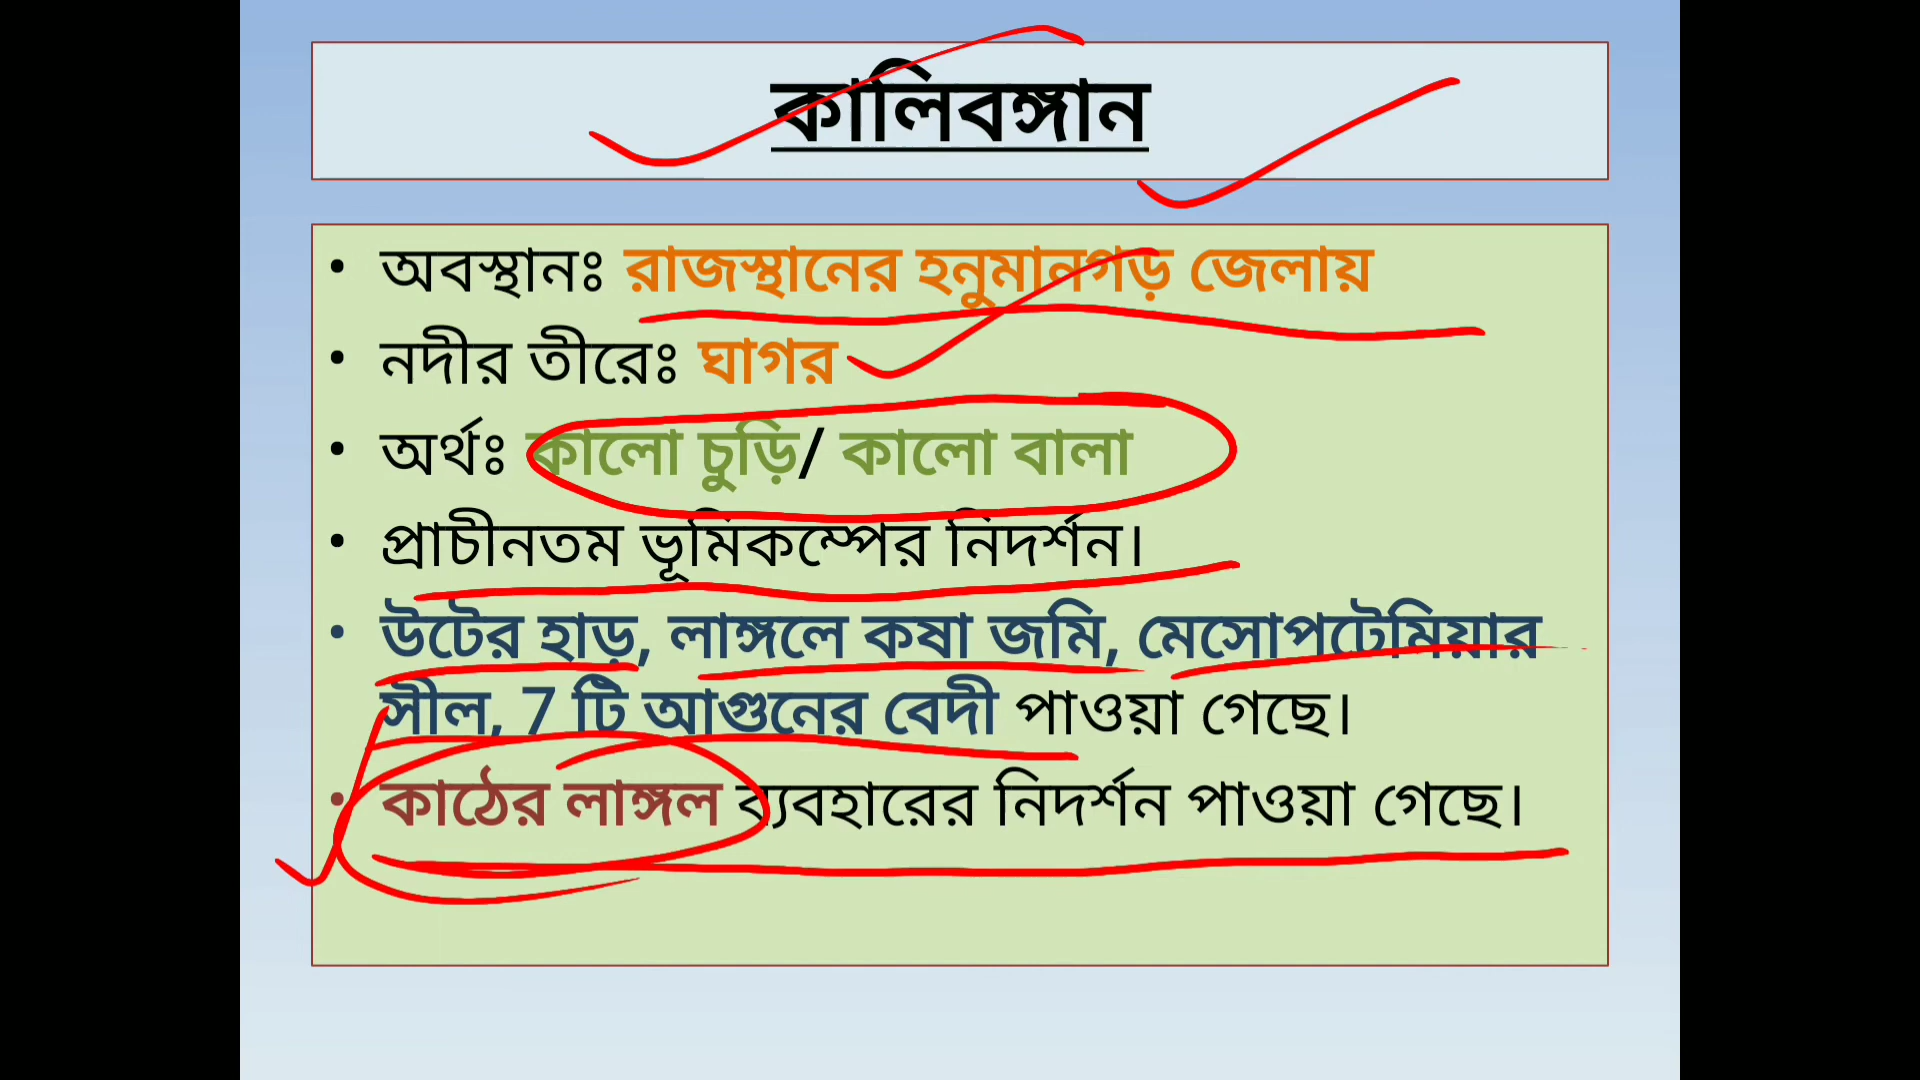 কালিবঙ্গান
• অবস্থানঃ রাজস্থানের হনুমানগড় জেলায়
• নদীর তীরেঃ ঘাগর
• অর্থঃ কালো চুড়ি/ কালো বালা
• প্রাচীনতম ভূমিকম্পের নিদর্শন।
• উটের হাড়, লাঙ্গলে কষা জমি, মেসোপটেমিয়ার
সীল, 7 টি আগুনের বেদী পাওয়া গেছে।
• কাঠের লাঙ্গল ব্যবহারের নিদর্শন পাওয়া গেছে।